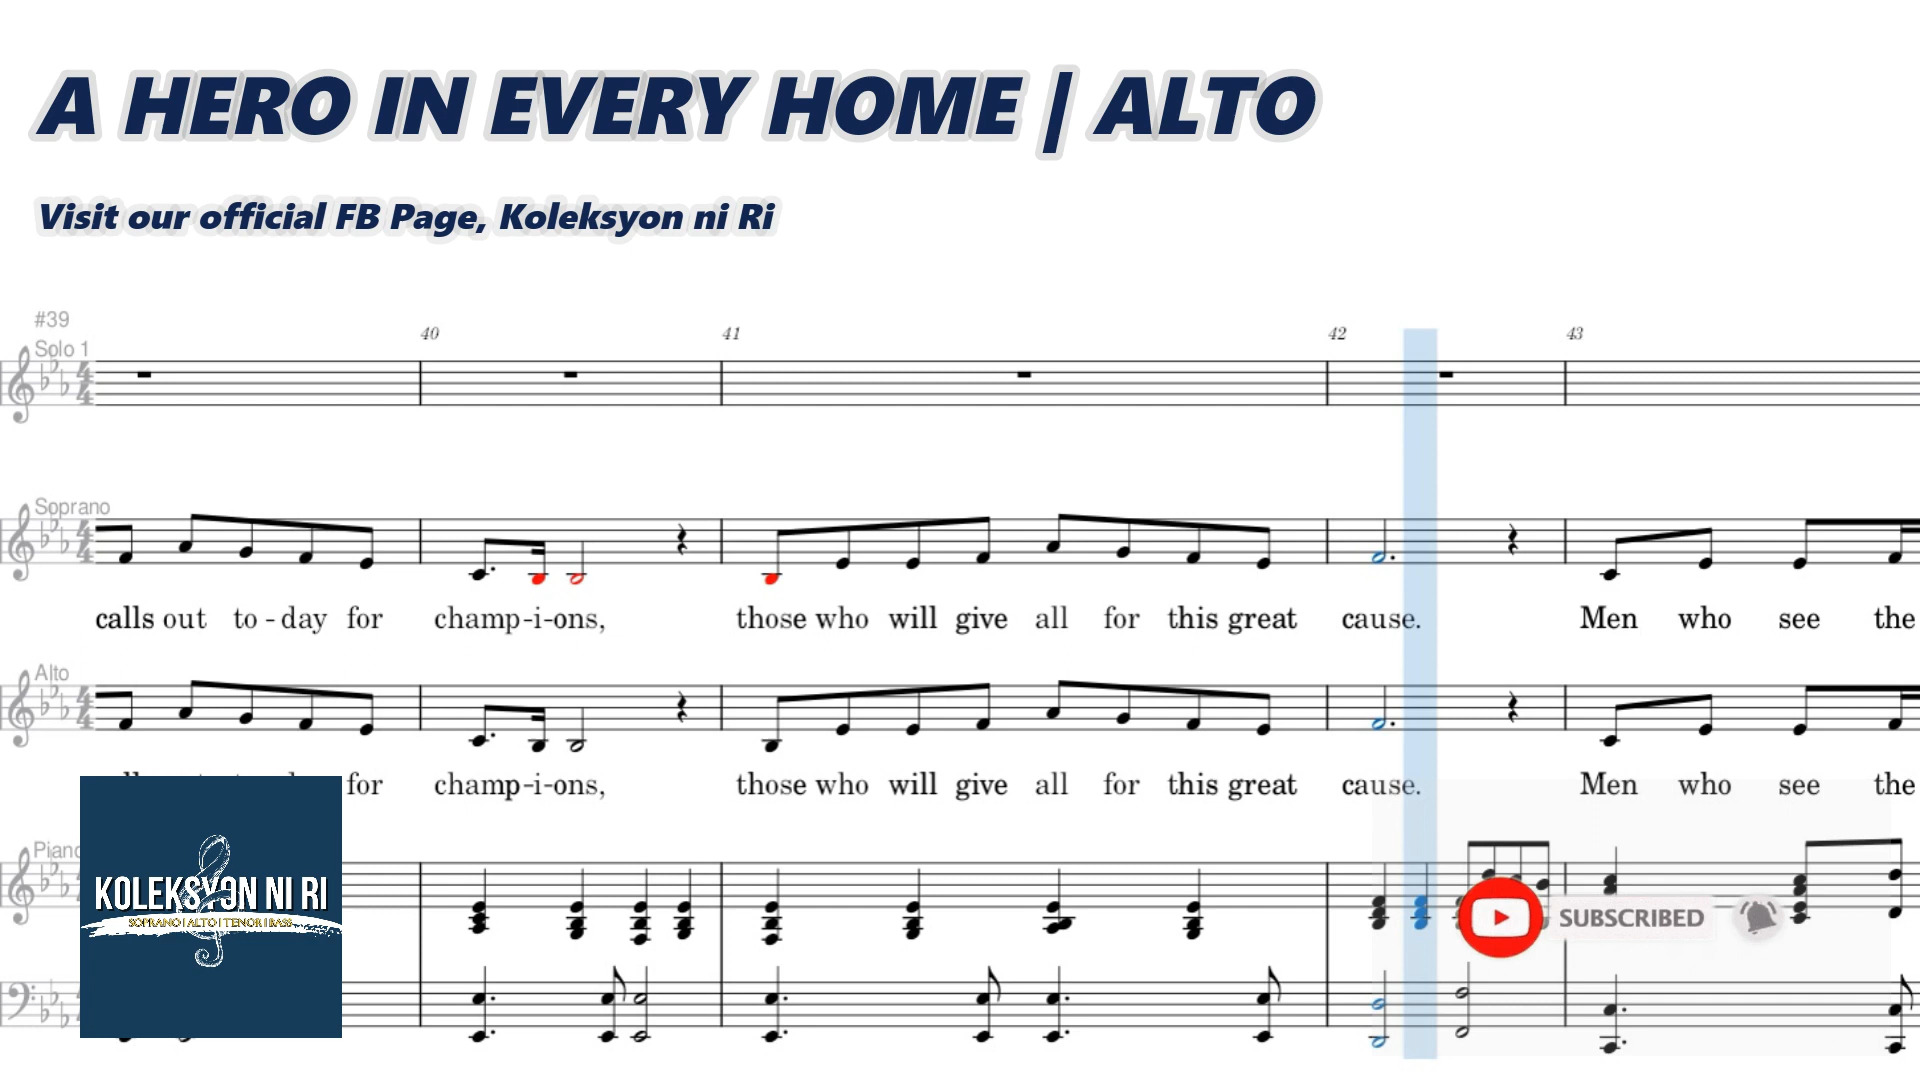 A HERO IN EVERY HOME | ALTO
Visit our official FB Page, Koleksyon ni Ri
#39
40
41
42
43
Solo 1
Soprano
calls out to - day for champ-i-ons, those who will give all for this great cause. Men who see the
Alto
for champ-i-ons, those who will give all for this great cause. Men who see the
Piano
KOLEKSYON NI RI
SOPRANO | ALTO | TENOR | BASS
SUBSCRIBED